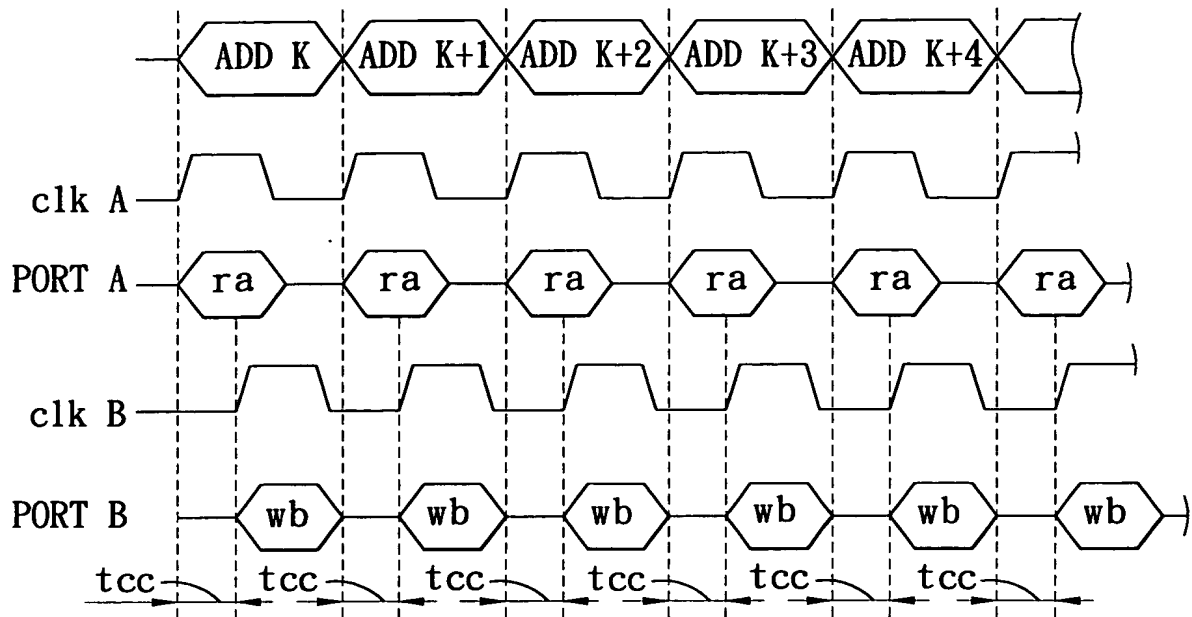 ADD K ADD K+1 ADD K+2 ADD K+3 ADD K+4
clk A
PORT A ra ra ra ra ra ra
clk B
PORT B wb wb wb wb wb wb
tcc tcc tcc tcc tcc tcc